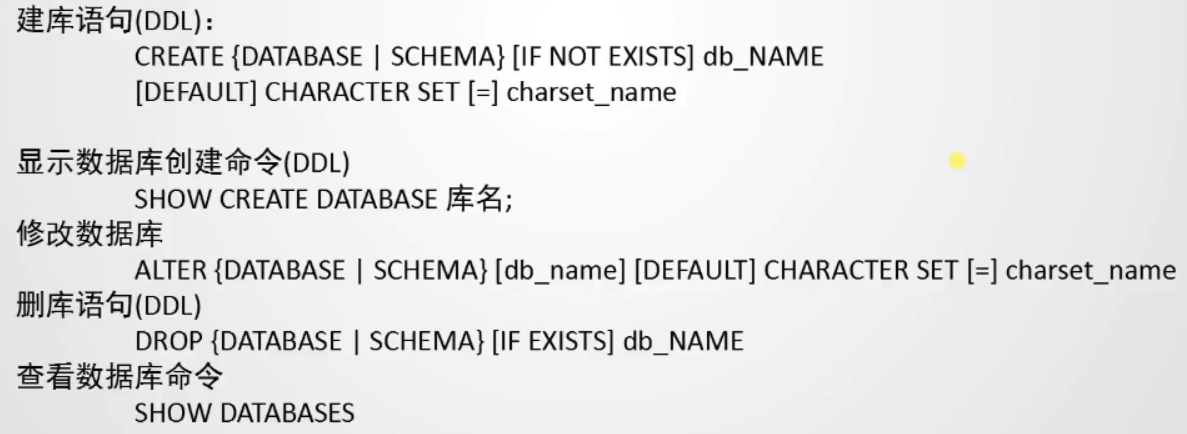 建库语句(DDL)：
CREATE {DATABASE | SCHEMA} [IF NOT EXISTS] db_NAME
[DEFAULT] CHARACTER SET [=] charset_name
显示数据库创建命令(DDL)
SHOW CREATE DATABASE 库名;
修改数据库
ALTER {DATABASE | SCHEMA} [db_name] [DEFAULT] CHARACTER SET [=] charset_name
删库语句(DDL)
DROP {DATABASE | SCHEMA} [IF EXISTS] db_NAME
查看数据库命令
SHOW DATABASES